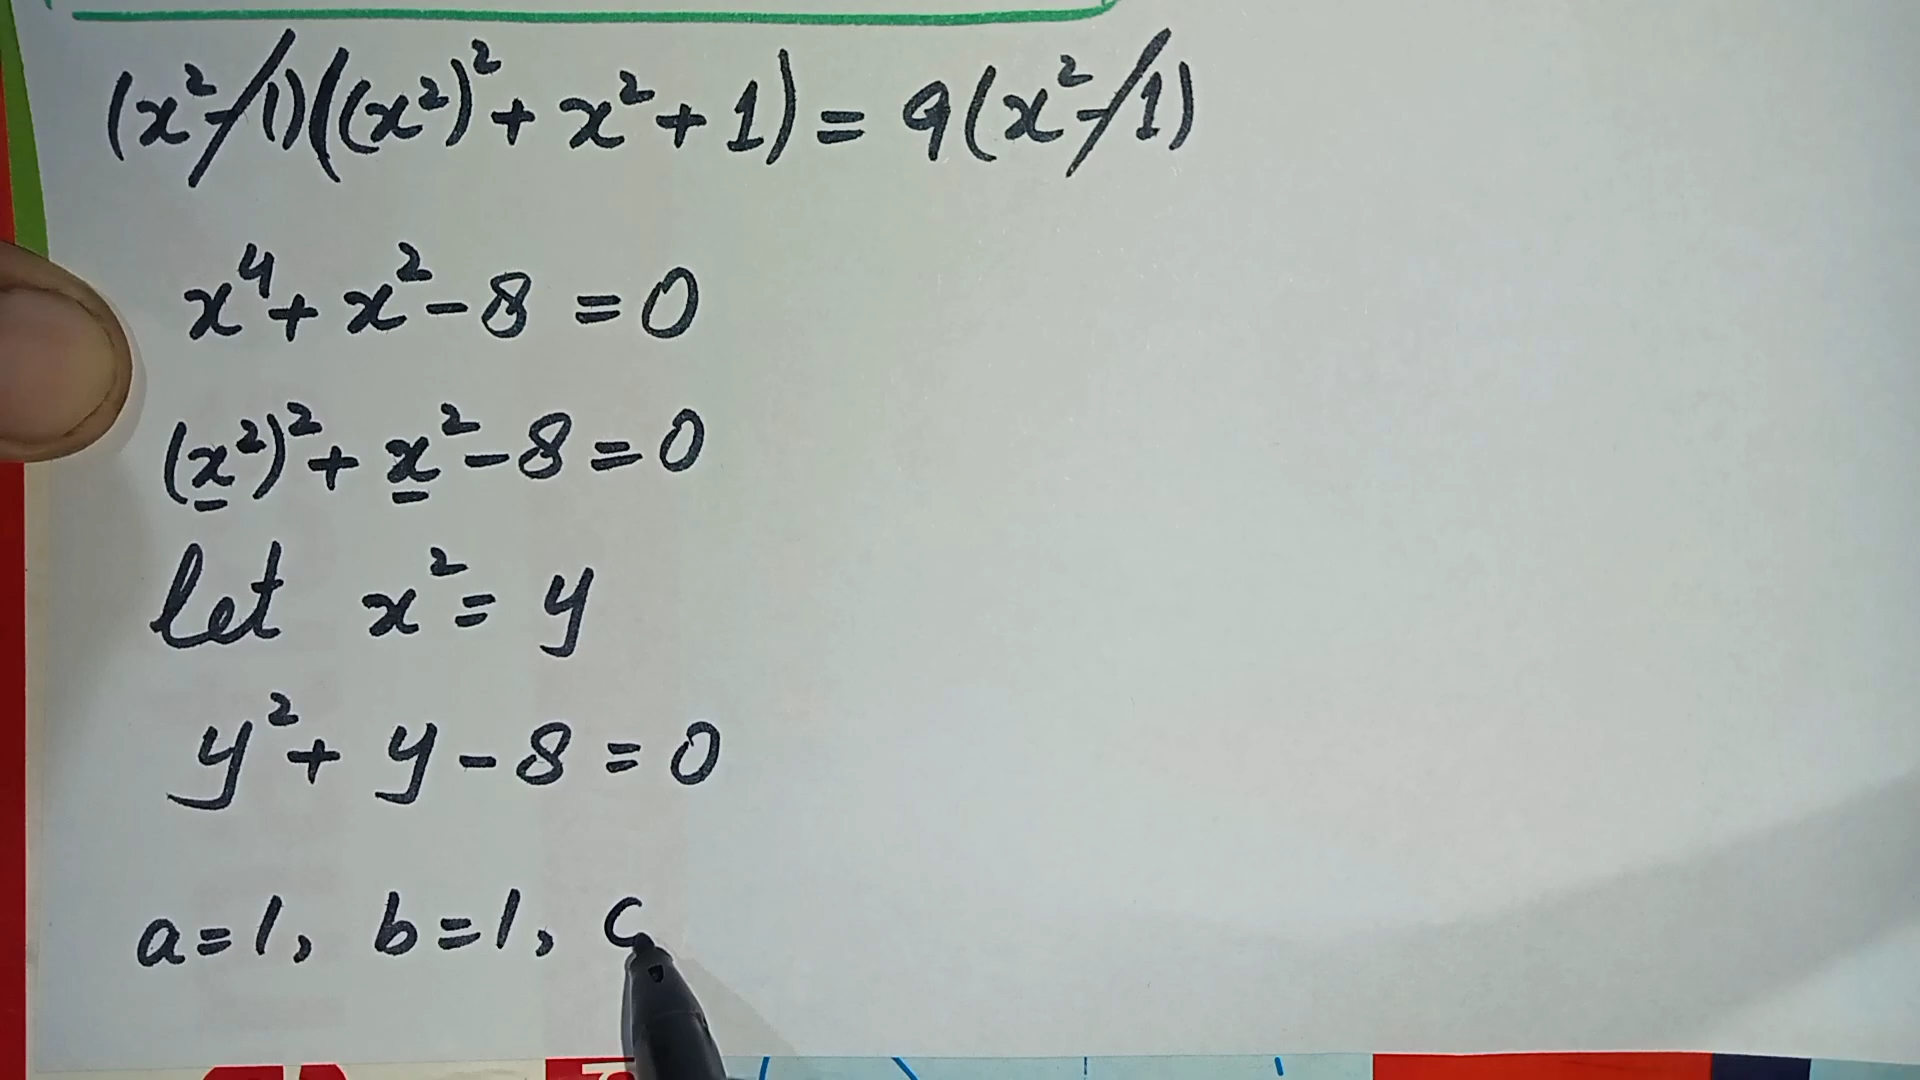 (x²-1)((x²)²+x²+1)=9(x²-1)
x⁴+x²-8=0
(x²)²+x²-8=0
let x²=y
y²+y-8=0
a=1, b=1, c